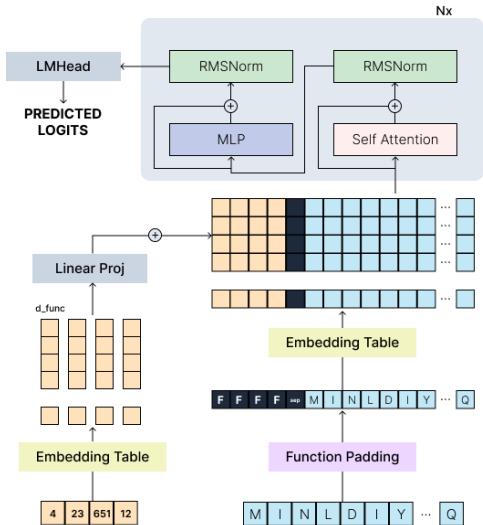 Nx
LMHead
RMSNorm
RMSNorm
PREDICTED
LOGITS
MLP
Self Attention
...
...
...
...
Linear Proj
d_func
...
Embedding Table
F F F F sep M I N L D I Y ... Q
Embedding Table
Function Padding
4 23 651 12
M I N L D I Y ... Q